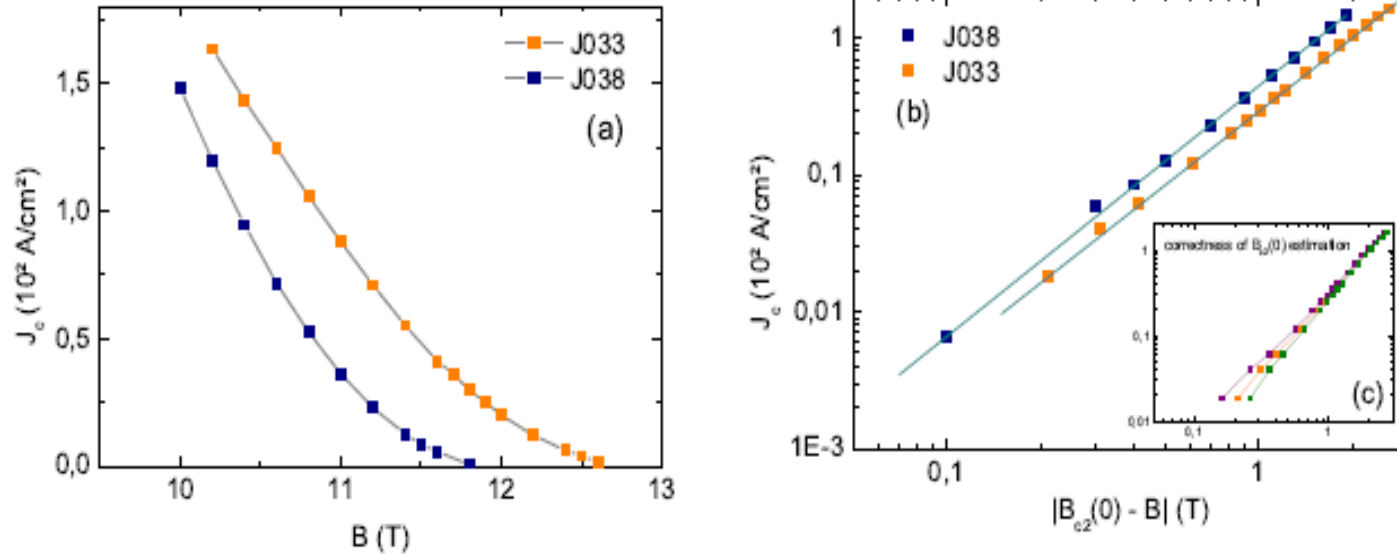 J033
J038
(a)
1,5
1,0
0,5
0,0
10
11
12
13
J_c (10² A/cm²)
B (T)
J038
J033
(b)
1
0,1
0,01
1E-3
0,1
1
J_c (10² A/cm²)
|B_c2(0) - B| (T)
correctness of B_c2(0) estimation
1
0,1
0,01
0,1
1
(c)